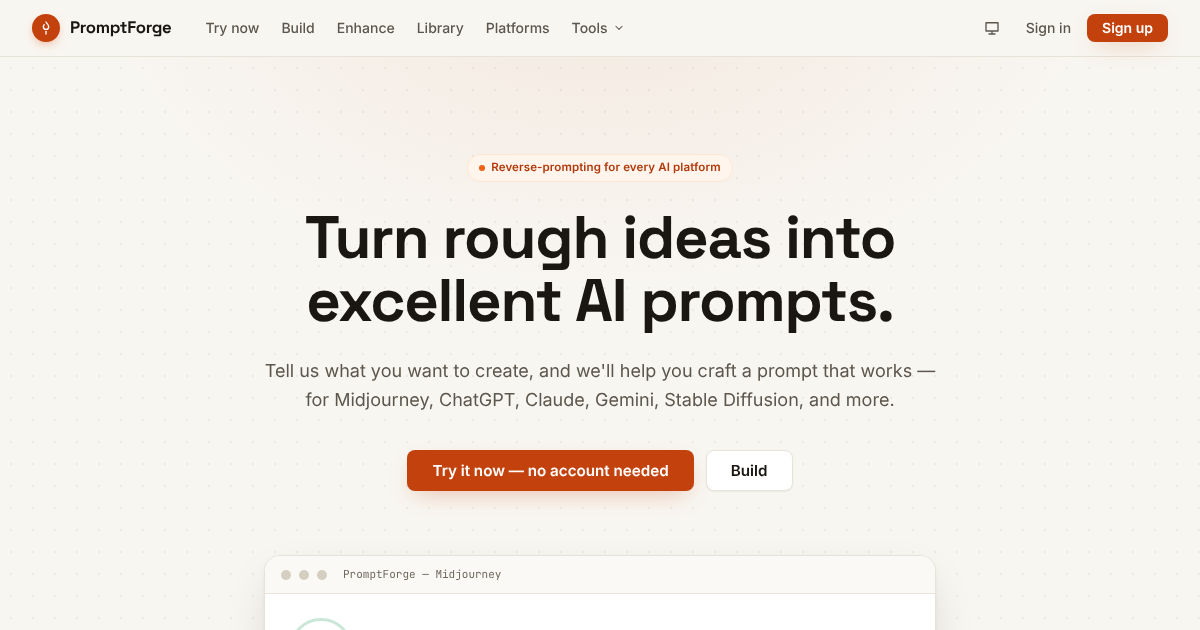 PromptForge
Try now
Build
Enhance
Library
Platforms
Tools
Sign in
Sign up
Reverse-prompting for every AI platform
Turn rough ideas into
excellent AI prompts.
Tell us what you want to create, and we'll help you craft a prompt that works —
for Midjourney, ChatGPT, Claude, Gemini, Stable Diffusion, and more.
Try it now — no account needed
Build
PromptForge — Midjourney